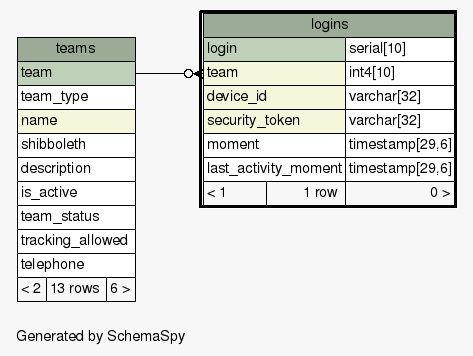 teams
team
team_type
name
shibboleth
description
is_active
team_status
tracking_allowed
telephone
< 2 13 rows 6 >
logins
login serial[10]
team int4[10]
device_id varchar[32]
security_token varchar[32]
moment timestamp[29,6]
last_activity_moment timestamp[29,6]
< 1 1 row 0 >
Generated by SchemaSpy